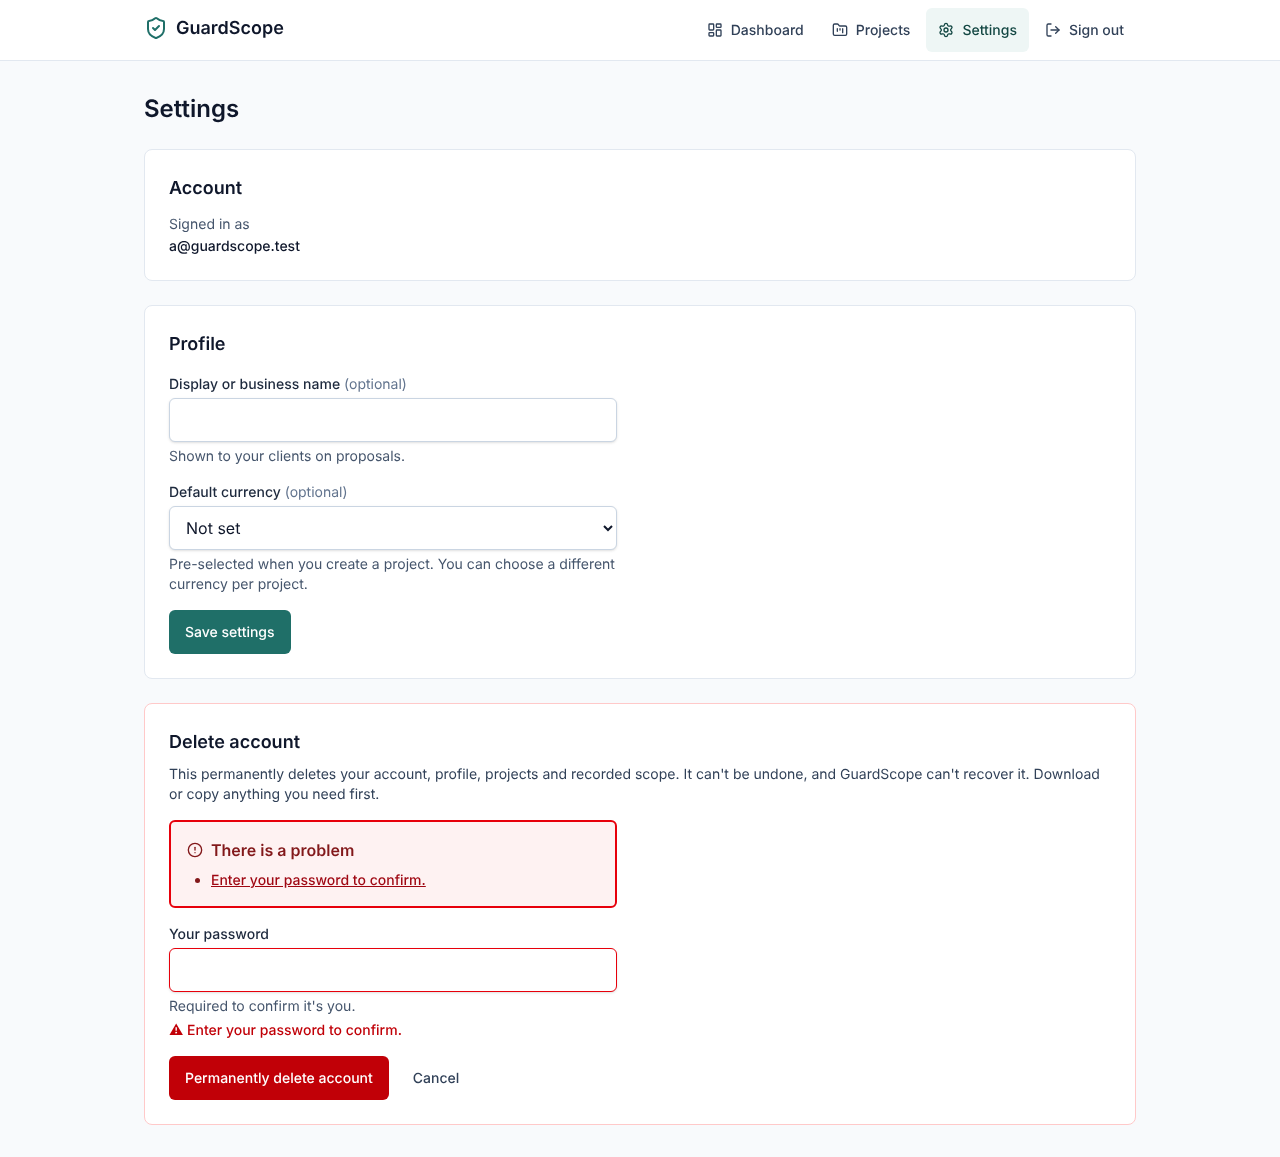 GuardScope
Dashboard
Projects
Settings
Sign out
Settings
Account
Signed in as
a@guardscope.test
Profile
Display or business name (optional)
Shown to your clients on proposals.
Default currency (optional)
Not set
Pre-selected when you create a project. You can choose a different
currency per project.
Save settings
Delete account
This permanently deletes your account, profile, projects and recorded scope. It can't be undone, and GuardScope can't recover it. Download
or copy anything you need first.
There is a problem
Enter your password to confirm.
Your password
Required to confirm it's you.
Enter your password to confirm.
Permanently delete account
Cancel